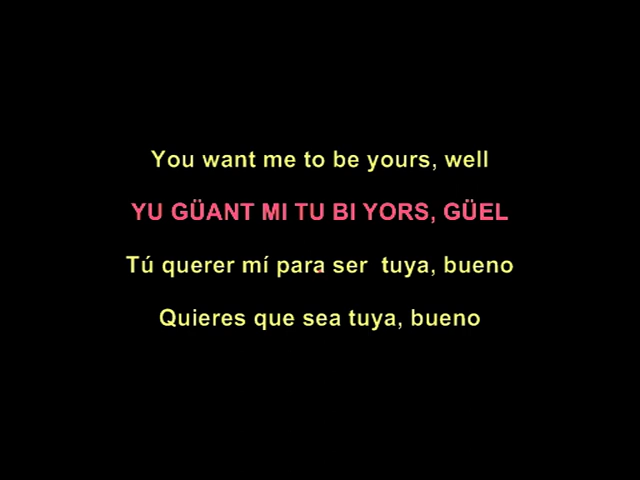 You want me to be yours, well
YU GÜANT MI TU BI YORS, GÜEL
Tú querer mí para ser  tuya, bueno
Quieres que sea tuya, bueno